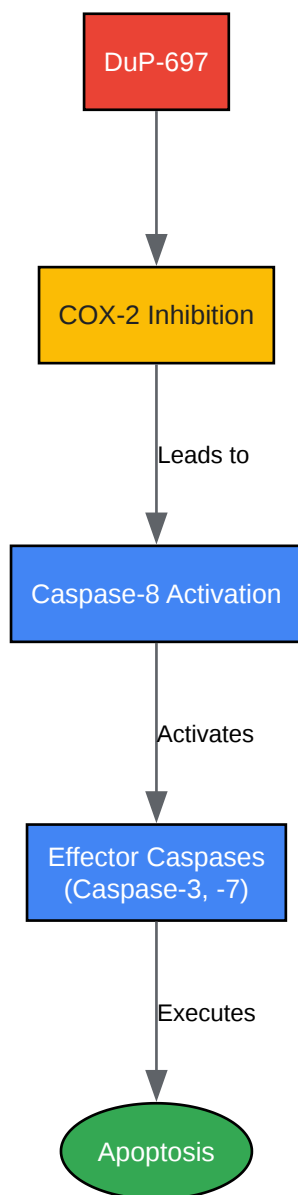 DuP-697
COX-2 Inhibition
Leads to
Caspase-8 Activation
Activates
Effector Caspases
(Caspase-3, -7)
Executes
Apoptosis